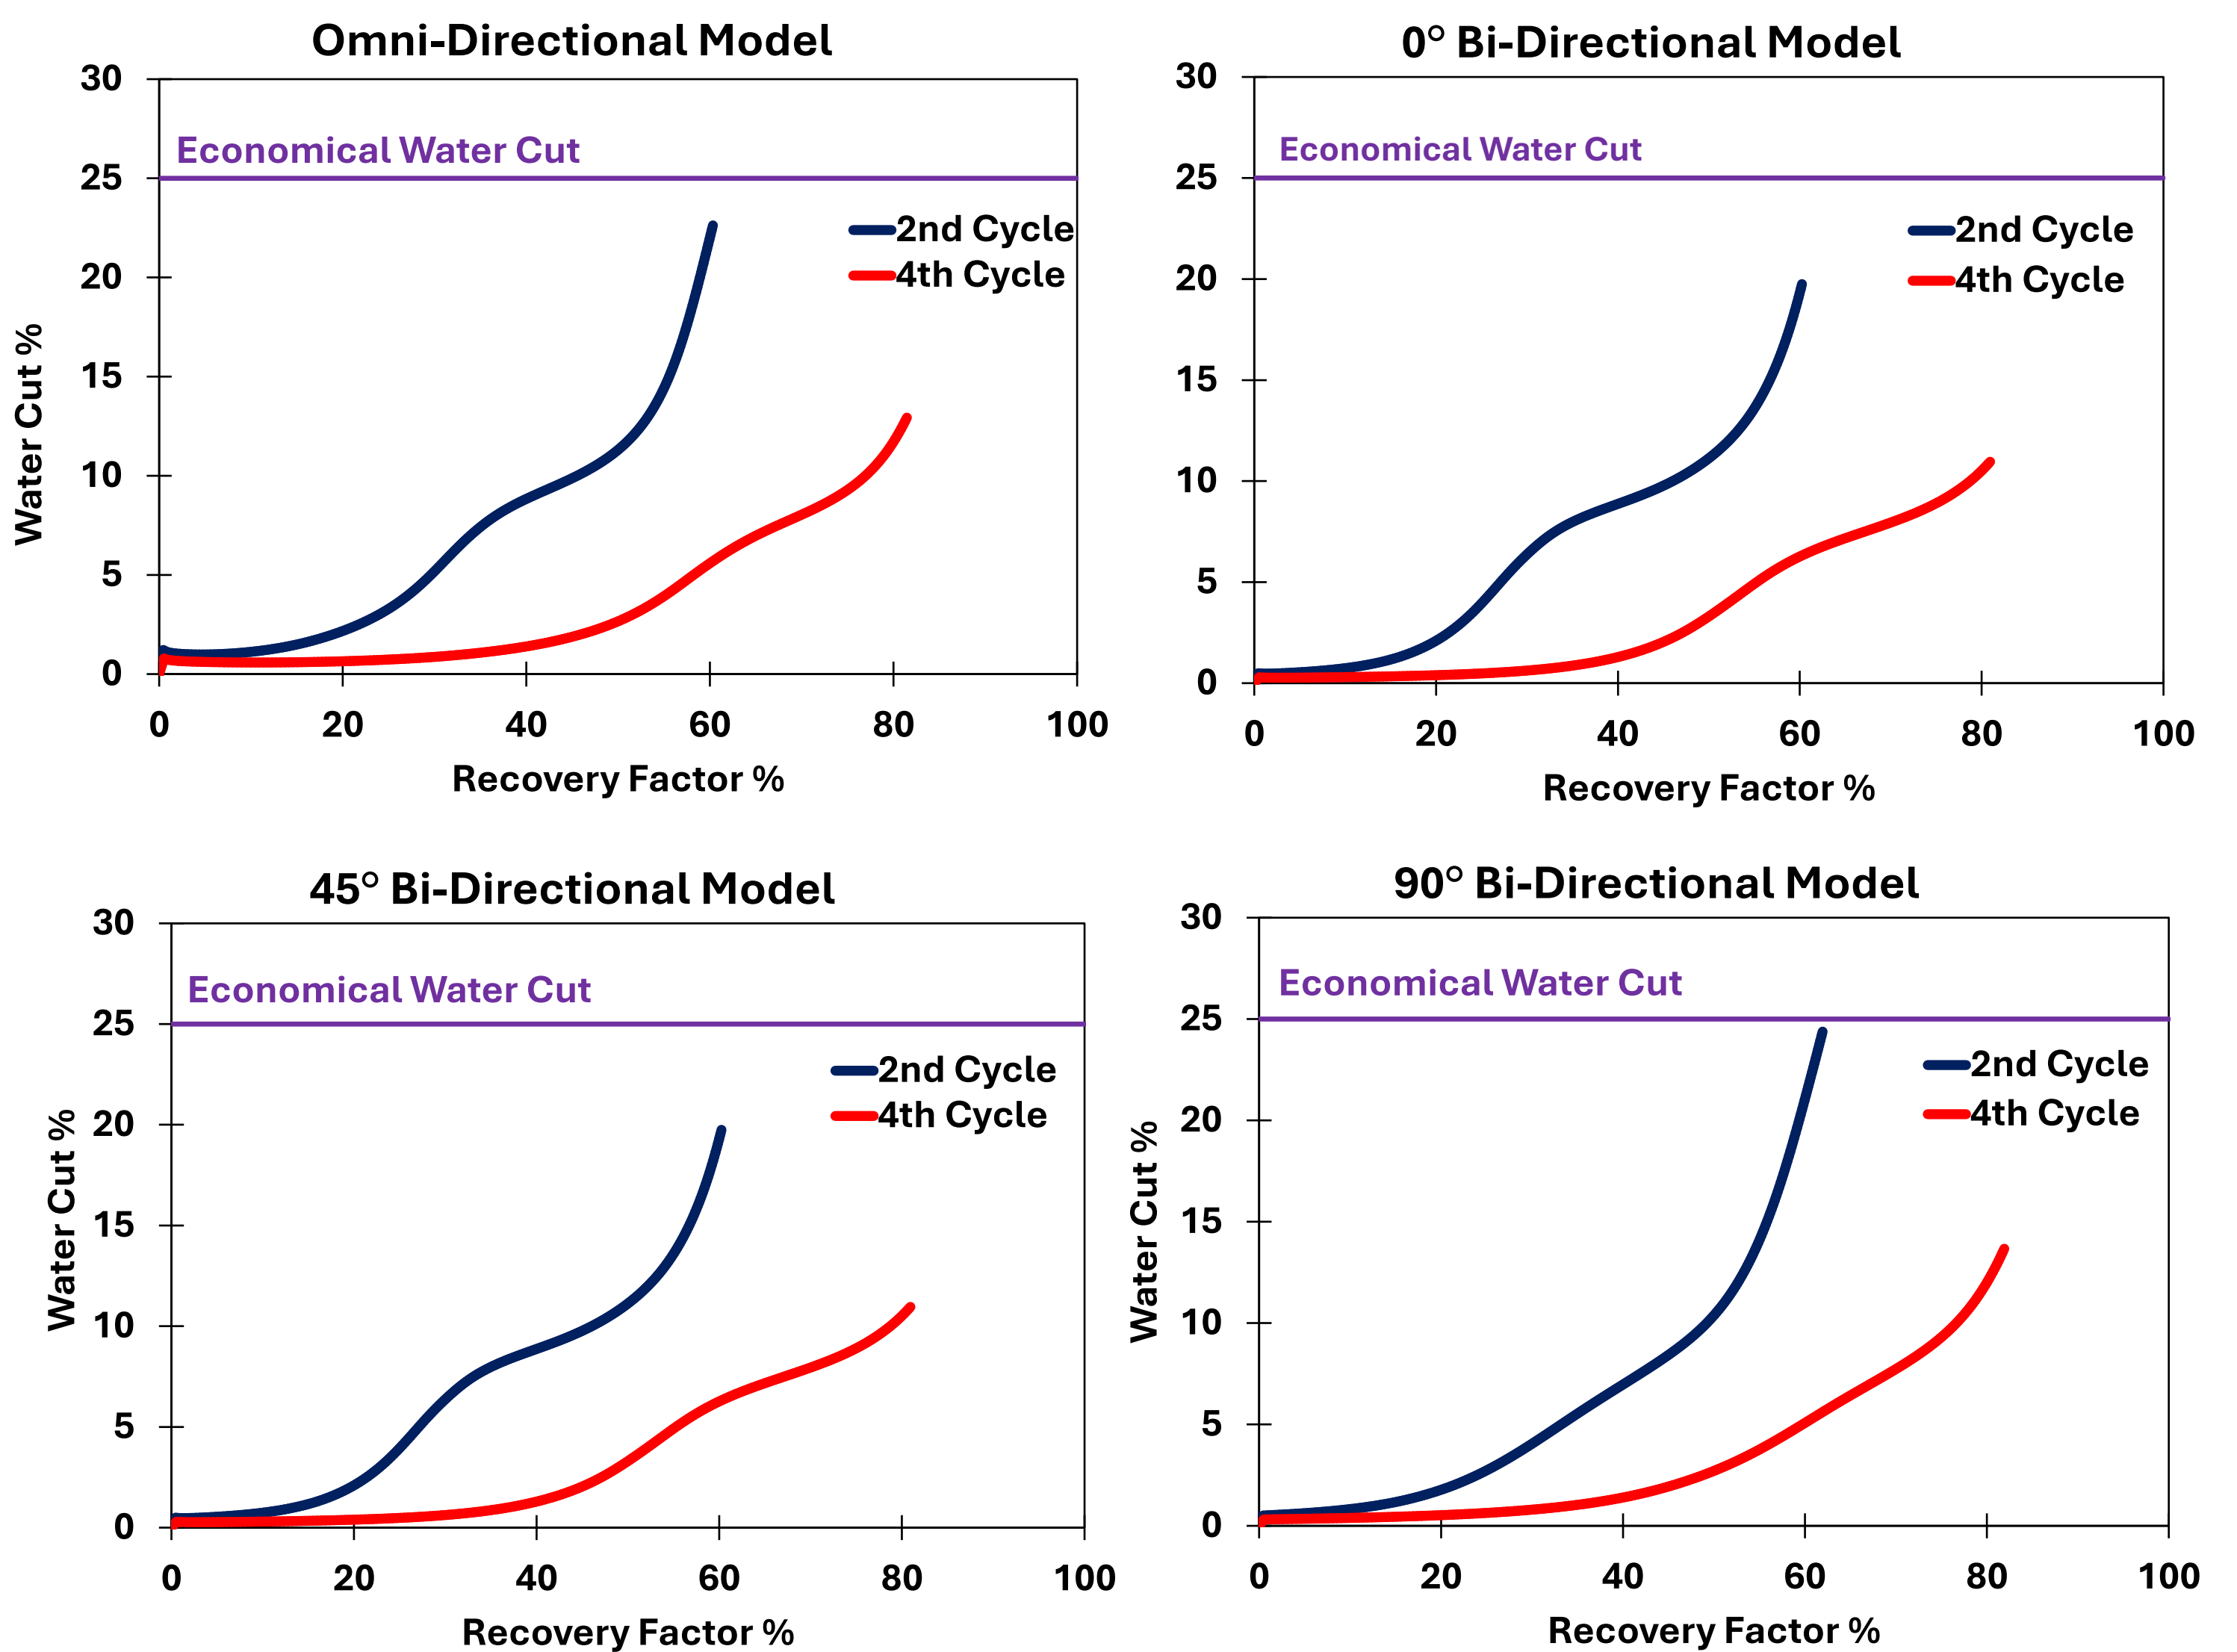 Omni-Directional Model
30
25
20
15
10
5
0
Water Cut %
Economical Water Cut
2nd Cycle
4th Cycle
0 20 40 60 80 100
Recovery Factor %
0° Bi-Directional Model
30
25
20
15
10
5
0
Economical Water Cut
2nd Cycle
4th Cycle
0 20 40 60 80 100
Recovery Factor %
45° Bi-Directional Model
30
25
20
15
10
5
0
Water Cut %
Economical Water Cut
2nd Cycle
4th Cycle
0 20 40 60 80 100
Recovery Factor %
90° Bi-Directional Model
30
25
20
15
10
5
0
Water Cut %
Economical Water Cut
2nd Cycle
4th Cycle
0 20 40 60 80 100
Recovery Factor %